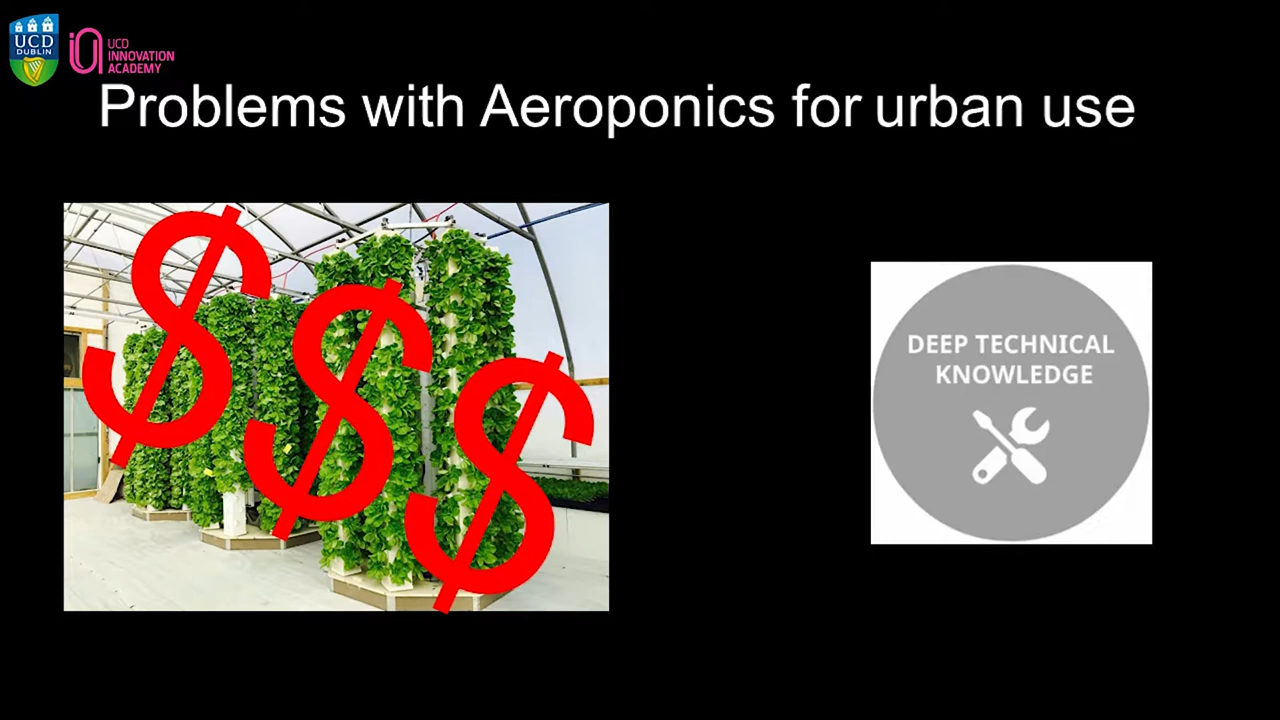 UCD
DUBLIN
UCD
INNOVATION
ACADEMY
Problems with Aeroponics for urban use
$$$
DEEP TECHNICAL
KNOWLEDGE